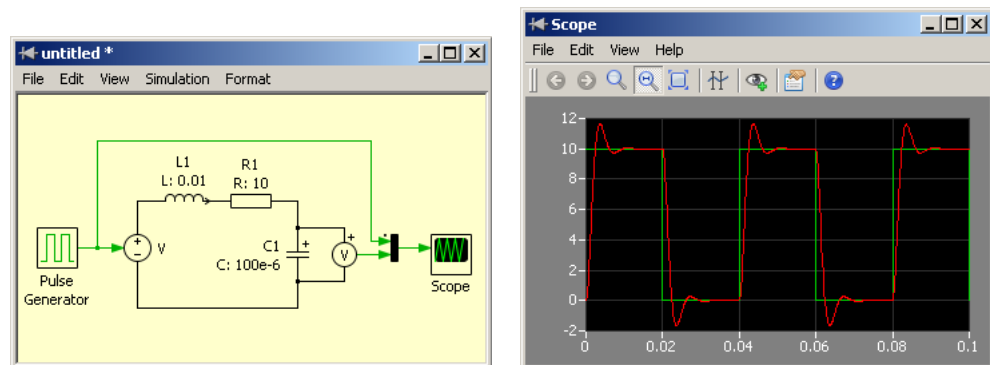 untitled *
File Edit View Simulation Format
L1
L: 0.01
R1
R: 10
+
−
V
C1
+
C: 100e-6
+
V
Pulse
Generator
Scope
Scope
File Edit View Help
12
10
8
6
4
2
0
-2
0 0.02 0.04 0.06 0.08 0.1